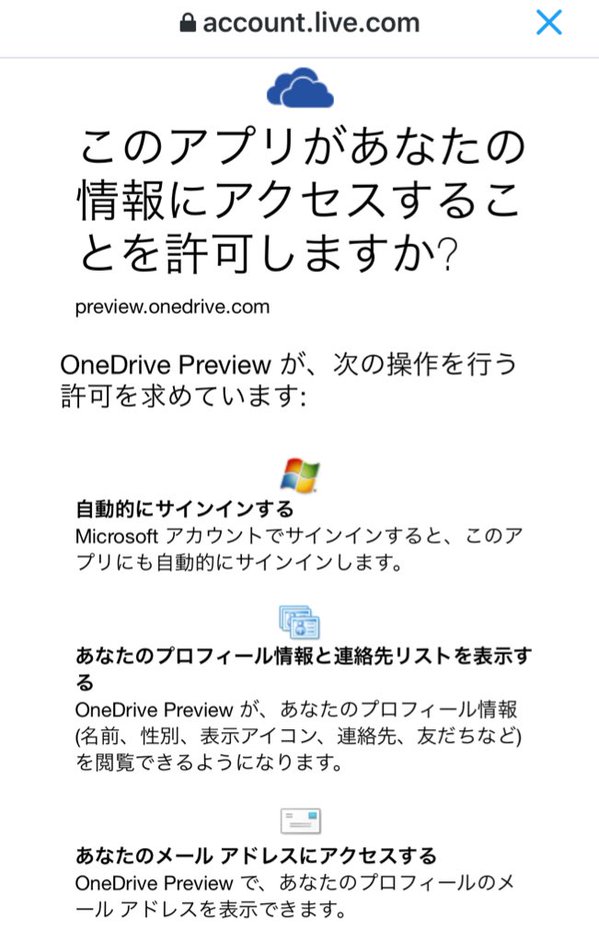 account.live.com
このアプリがあなたの
情報にアクセスするこ
とを許可しますか?
preview.onedrive.com
OneDrive Preview が、次の操作を行う
許可を求めています:
自動的にサインインする
Microsoft アカウントでサインインすると、このア
プリにも自動的にサインインします。
あなたのプロフィール情報と連絡先リストを表示す
る
OneDrive Preview が、あなたのプロフィール情報
(名前、性別、表示アイコン、連絡先、友だちなど)
を閲覧できるようになります。
あなたのメール アドレスにアクセスする
OneDrive Preview で、あなたのプロフィールのメ
ール アドレスを表示できます。